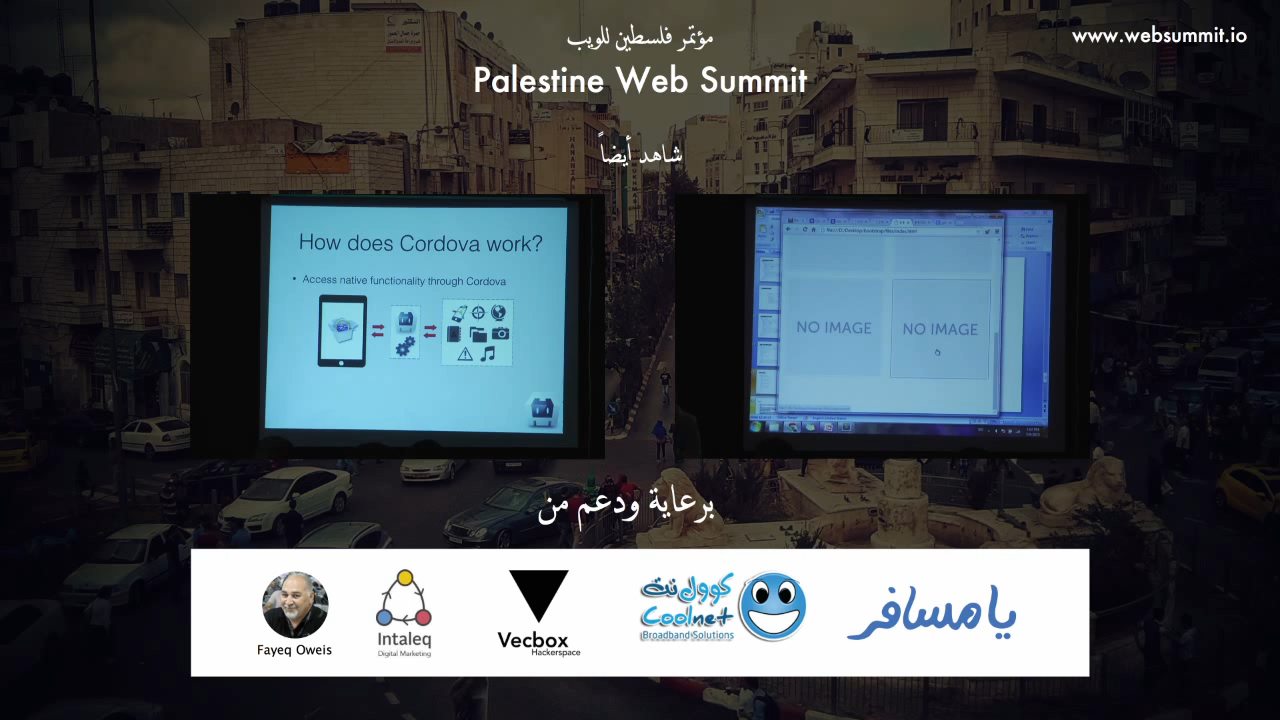 مؤتمر فلسطين للويب
www.websummit.io
Palestine Web Summit
شاهد أيضاً
How does Cordova work?
• Access native functionality through Cordova
NO IMAGE
NO IMAGE
برعاية ودعم من
Fayeq Oweis
Intaleq
Digital Marketing
Vecbox
Hackerspace
كوول نت
Coolnet
Broadband Solutions
يا مسافر